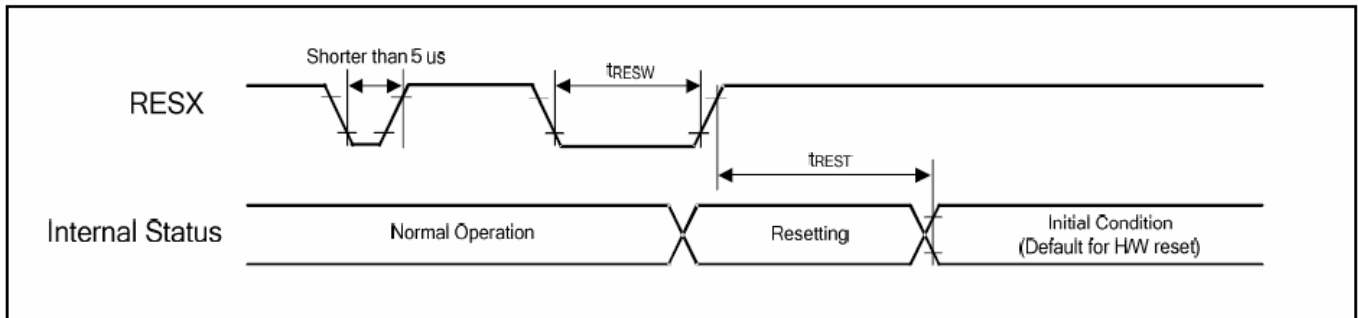 Shorter than 5 us
tRESW
RESX
tREST
Internal Status
Normal Operation
Resetting
Initial Condition
(Default for H/W reset)